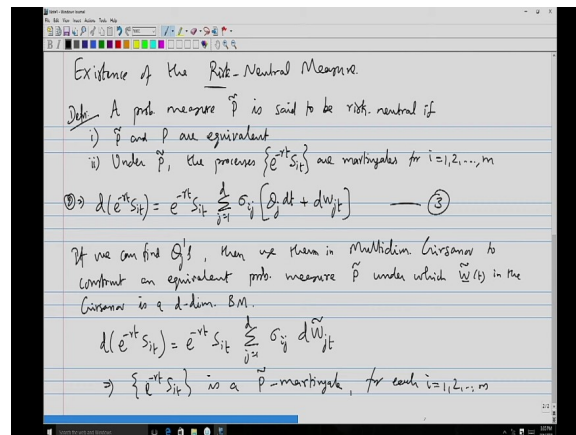 Existence of the Risk-Neutral Measure.
Defn. A prob. measure P̃ is said to be risk-neutral if
i) P̃ and P are equivalent
ii) Under P̃, the processes {e^{-rt} S_{it}} are martingales for i=1,2,...,m
⇒ d(e^{-rt} S_{it}) = e^{-rt} S_{it} Σ_{j=1}^{d} σ_{ij} [θ_j dt + dW_{jt}] —— ③
If we can find θ_j's, then use them in Multidim. Girsanov to
construct an equivalent prob. measure P̃ under which W̃(t) in the
Girsanov is a d-dim. BM.
d(e^{-rt} S_{it}) = e^{-rt} S_{it} Σ_{j=1}^{d} σ_{ij} dW̃_{jt}
⇒ {e^{-rt} S_{it}} is a P̃-martingale, for each i=1,2,...,m
2/2